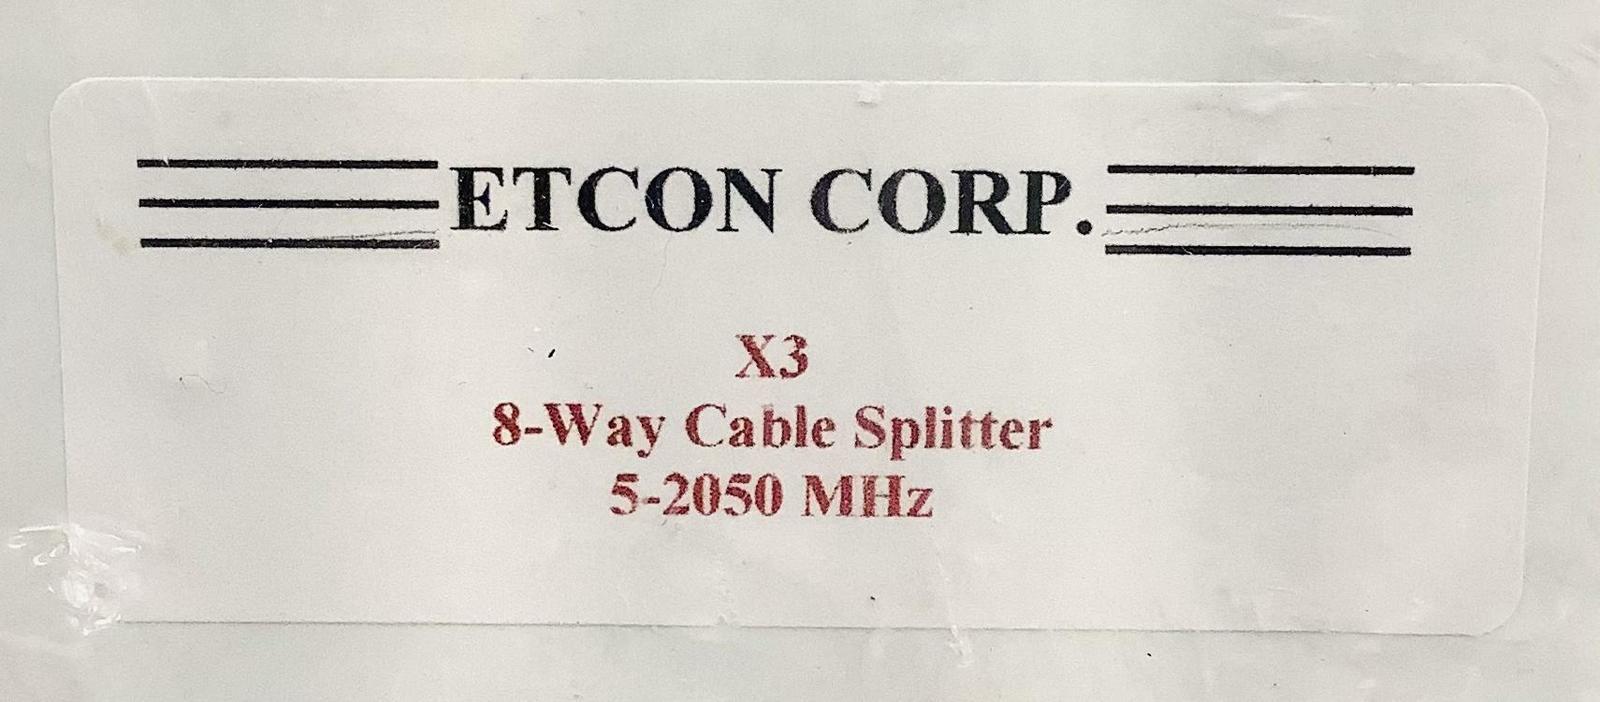 ETCON CORP.
X3
8-Way Cable Splitter
5-2050 MHz